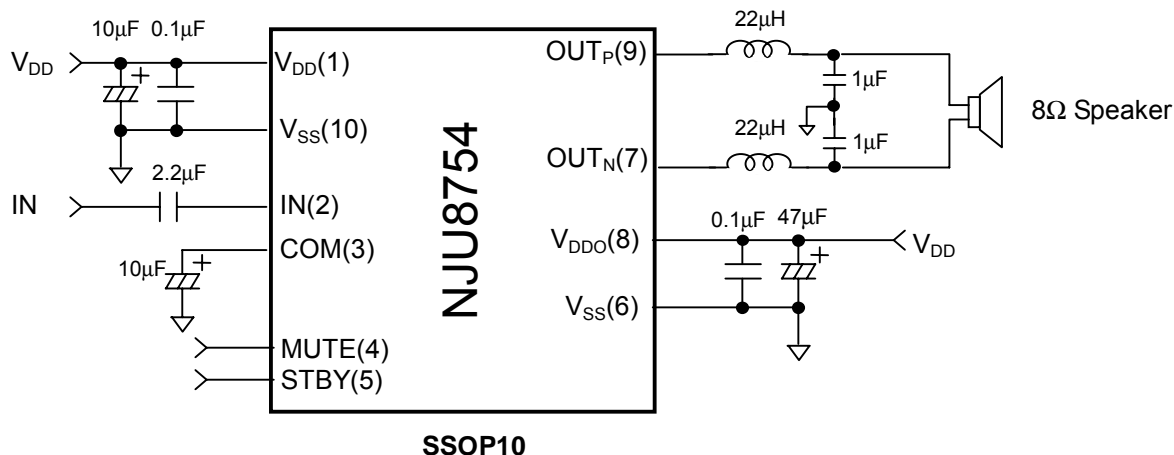 10μF 0.1μF
V_DD
V_DD(1)
V_SS(10)
2.2μF
IN
IN(2)
COM(3)
10μF
MUTE(4)
STBY(5)
NJU8754
22μH
OUT_P(9)
1μF
8Ω Speaker
22μH
1μF
OUT_N(7)
0.1μF 47μF
V_DDO(8)
V_DD
V_SS(6)
SSOP10